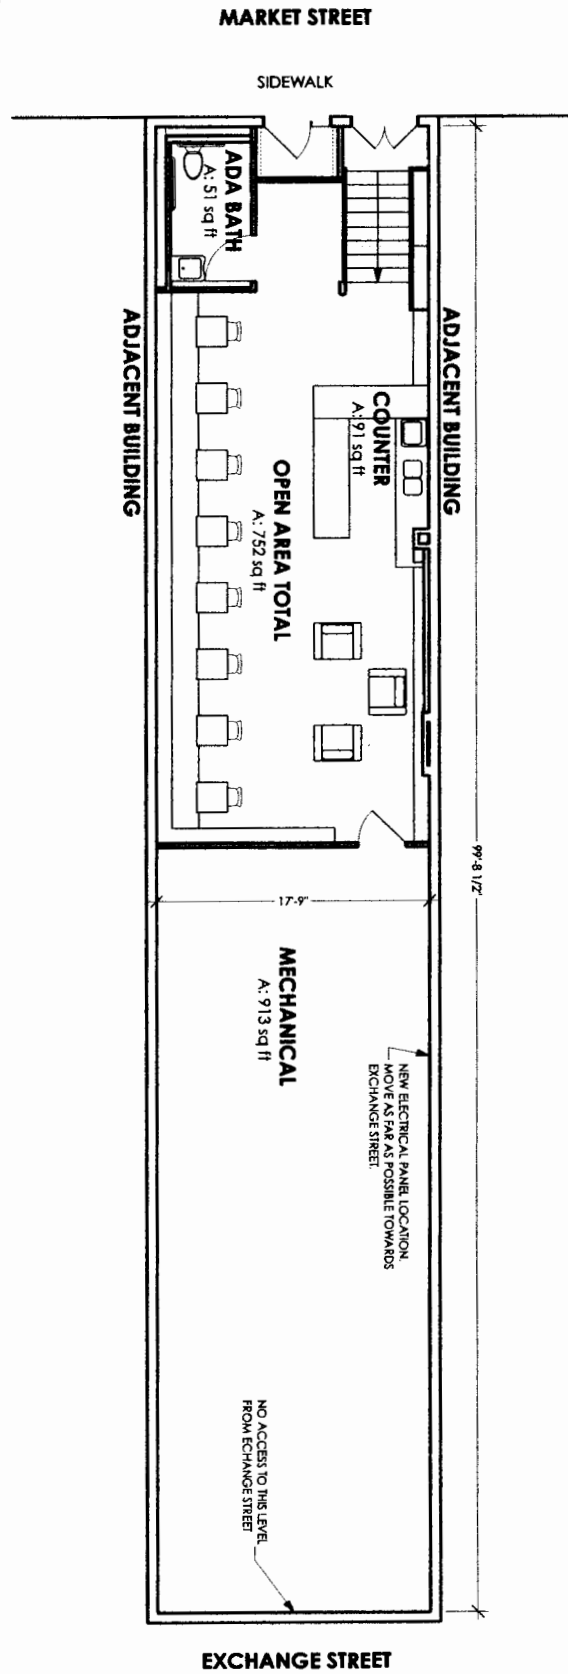 MARKET STREET
SIDEWALK
ADA BATH
A: 51 sq ft
ADJACENT BUILDING
ADJACENT BUILDING
COUNTER
A: 91 sq ft
OPEN AREA TOTAL
A: 752 sq ft
99'-8 1/2"
17'-9"
MECHANICAL
A: 913 sq ft
NEW ELECTRICAL PANEL LOCATION.
MOVE AS FAR AS POSSIBLE TOWARDS
EXCHANGE STREET.
NO ACCESS TO THIS LEVEL
FROM ECHANGE STREET
EXCHANGE STREET